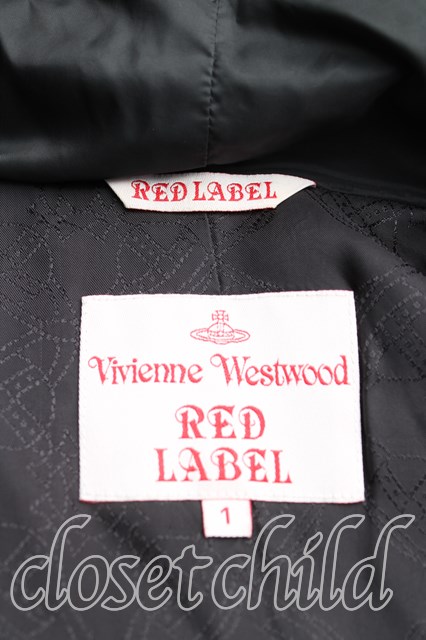 RED LABEL
Vivienne Westwood
RED
LABEL
1
closetchild